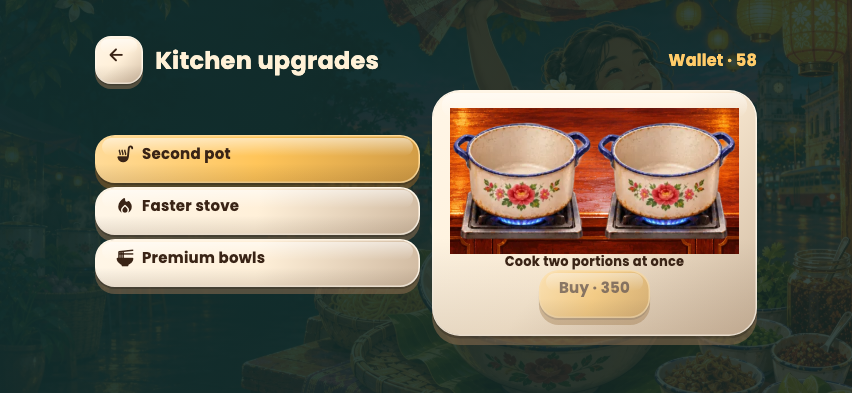 Kitchen upgrades
Wallet · 58
Second pot
Faster stove
Premium bowls
Cook two portions at once
Buy · 350